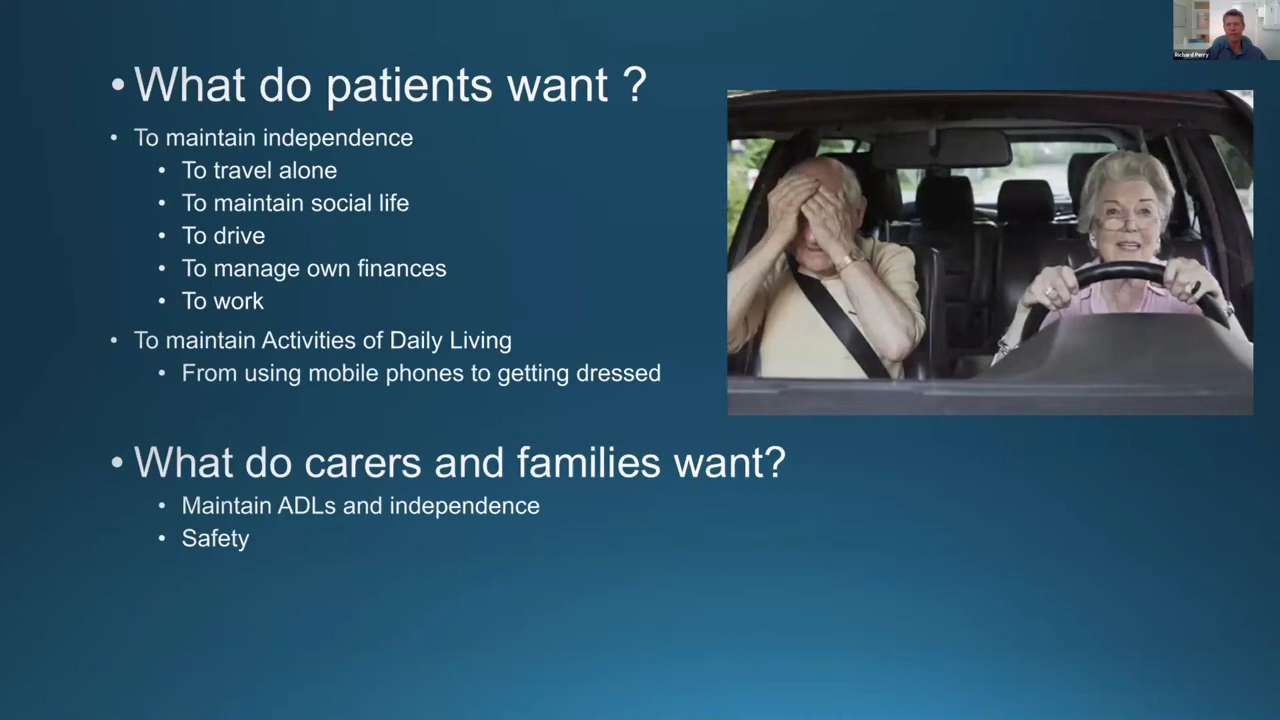 Richard Perry
• What do patients want ?
• To maintain independence
• To travel alone
• To maintain social life
• To drive
• To manage own finances
• To work
• To maintain Activities of Daily Living
• From using mobile phones to getting dressed
• What do carers and families want?
• Maintain ADLs and independence
• Safety